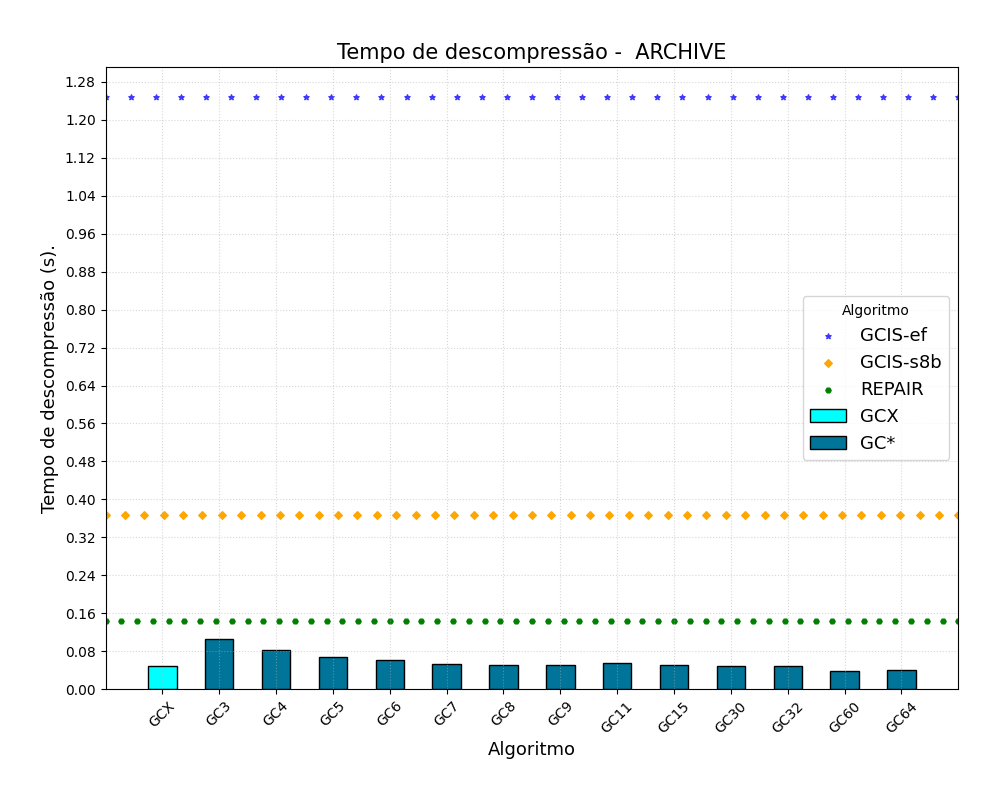 Tempo de descompressão -  ARCHIVE
Tempo de descompressão (s).
1.28
1.20
1.12
1.04
0.96
0.88
0.80
0.72
0.64
0.56
0.48
0.40
0.32
0.24
0.16
0.08
0.00
Algoritmo
GCIS-ef
GCIS-s8b
REPAIR
GCX
GC*
GCX GC3 GC4 GC5 GC6 GC7 GC8 GC9 GC11 GC15 GC30 GC32 GC60 GC64
Algoritmo